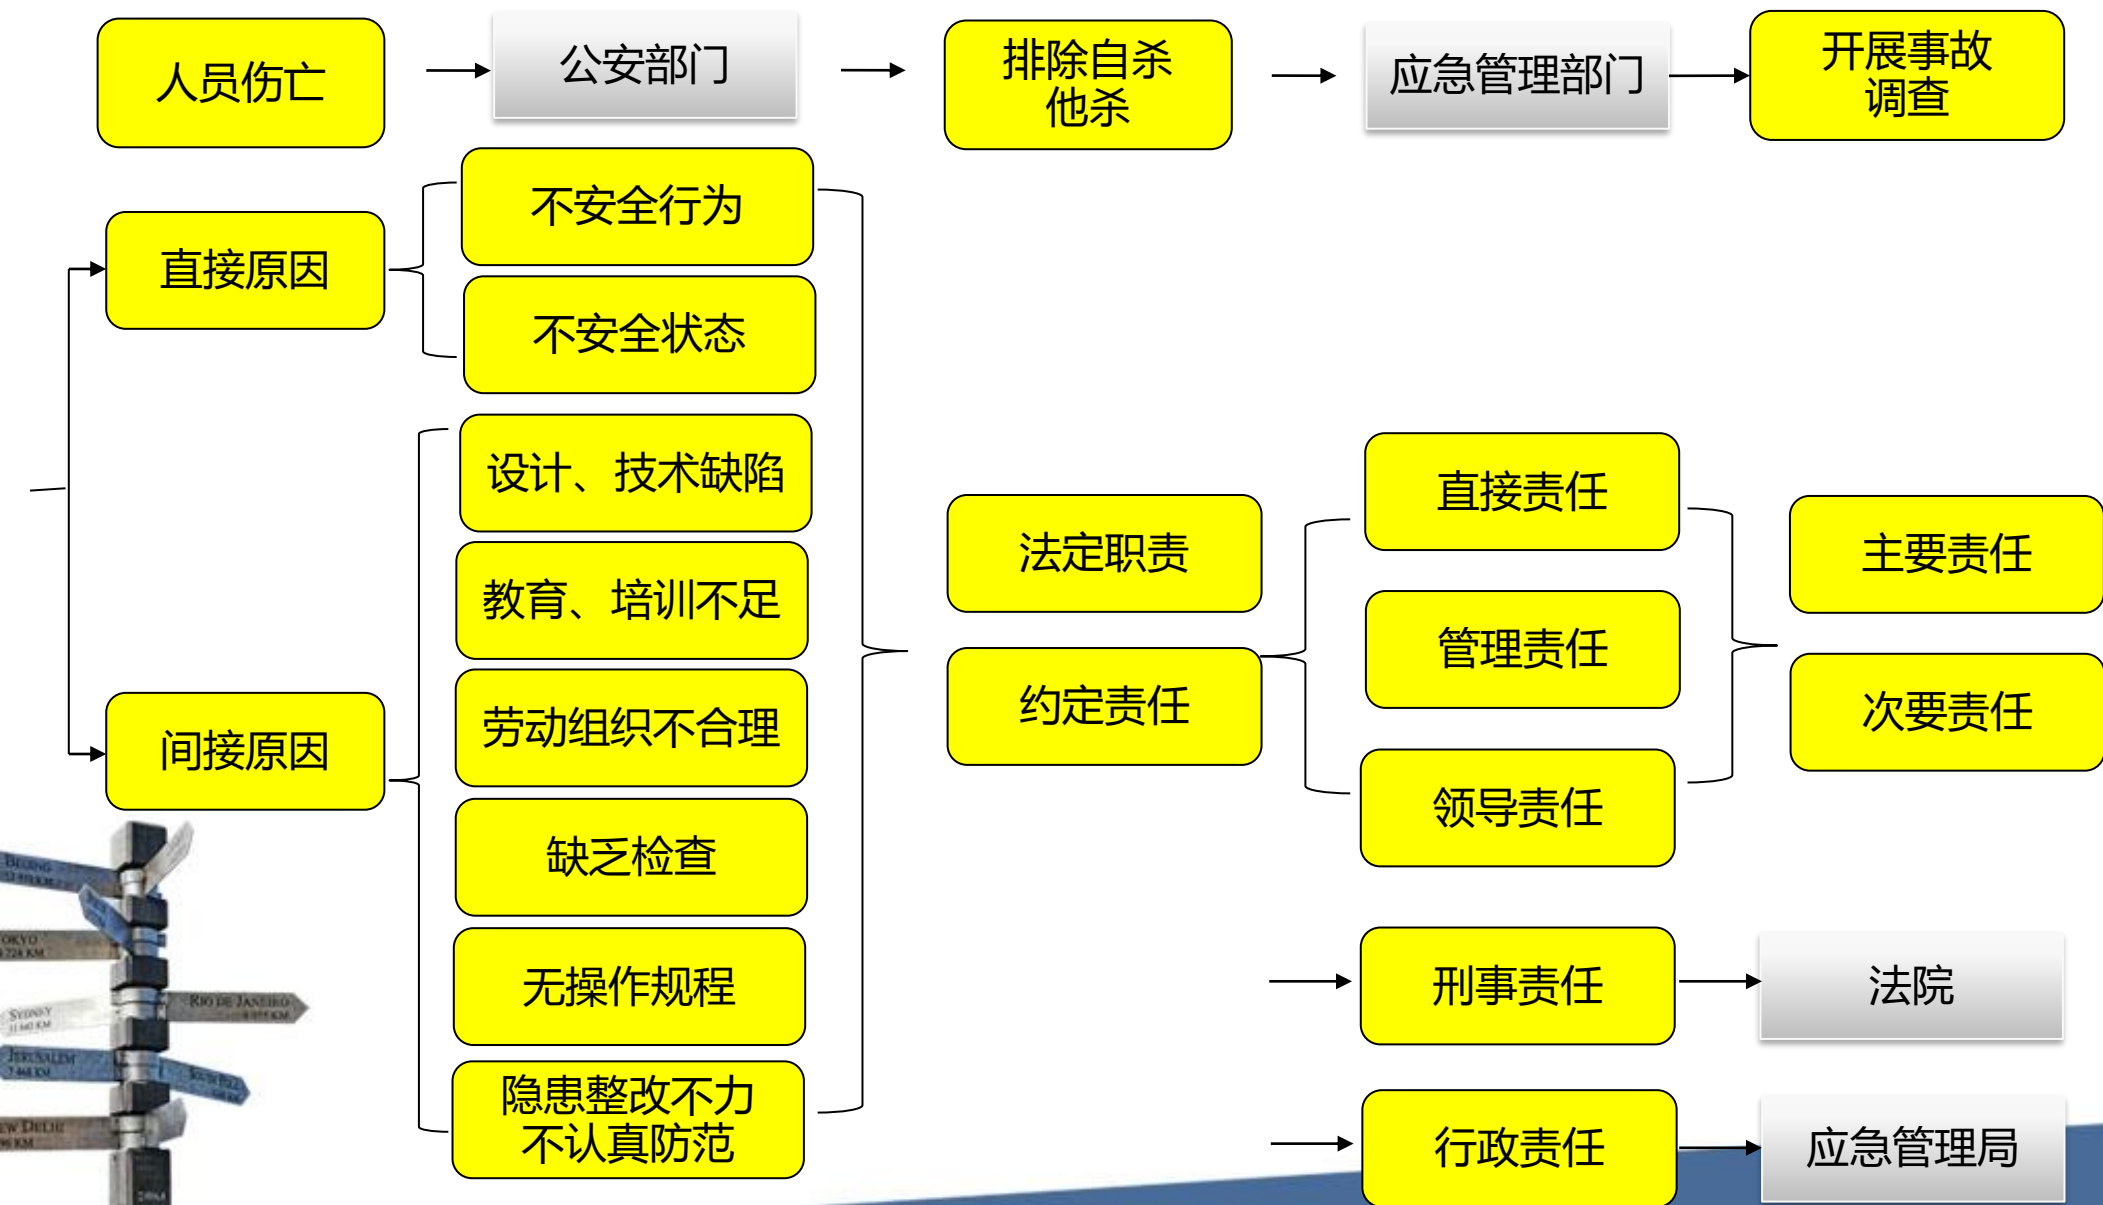 人员伤亡
公安部门
排除自杀
他杀
应急管理部门
开展事故
调查
直接原因
不安全行为
不安全状态
间接原因
设计、技术缺陷
教育、培训不足
劳动组织不合理
缺乏检查
无操作规程
隐患整改不力
不认真防范
法定职责
约定责任
直接责任
管理责任
领导责任
主要责任
次要责任
刑事责任
法院
行政责任
应急管理局
BEIJING
SYDNEY
RIO DE JANEIRO
JERUSALEM